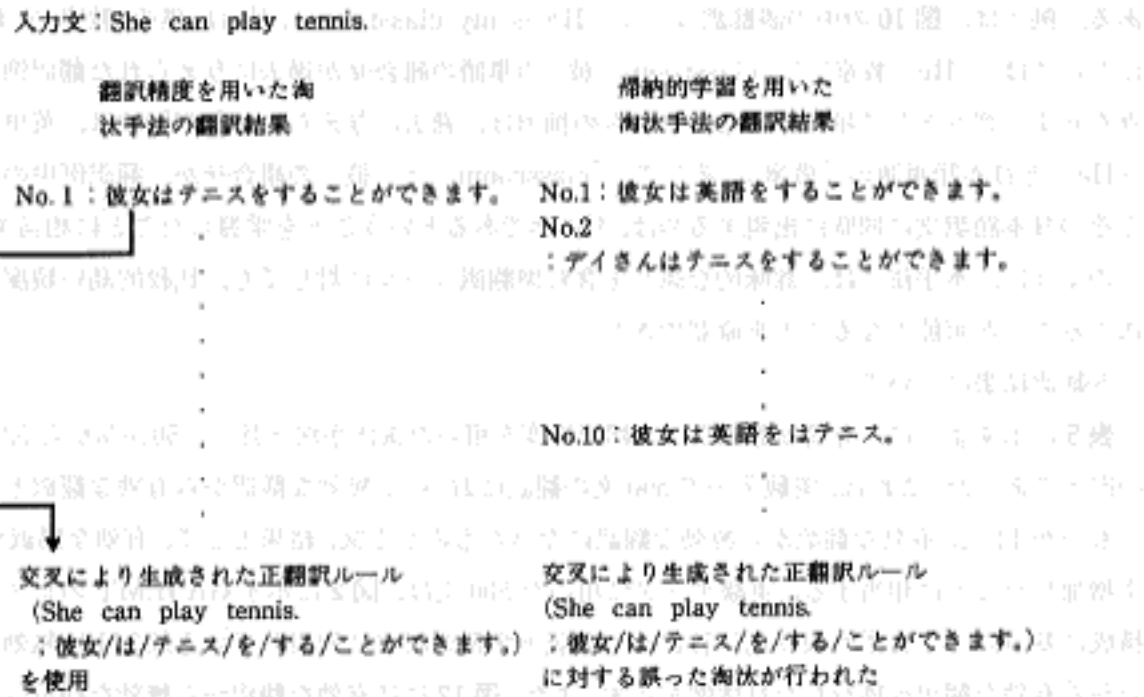 入力文：She can play tennis.
翻訳精度を用いた淘
汰手法の翻訳結果
No. 1：彼女はテニスをすることができます。
交叉により生成された正翻訳ルール
(She can play tennis.
：彼女/は/テニス/を/する/ことができます。)
を使用
帰納的学習を用いた
淘汰手法の翻訳結果
No.1：彼女は英語をすることができます。
No.2
：デイさんはテニスをすることができます。
No.10：彼女は英語をはテニス。
交叉により生成された正翻訳ルール
(She can play tennis.
：彼女/は/テニス/を/する/ことができます。)
に対する誤った淘汰が行われた